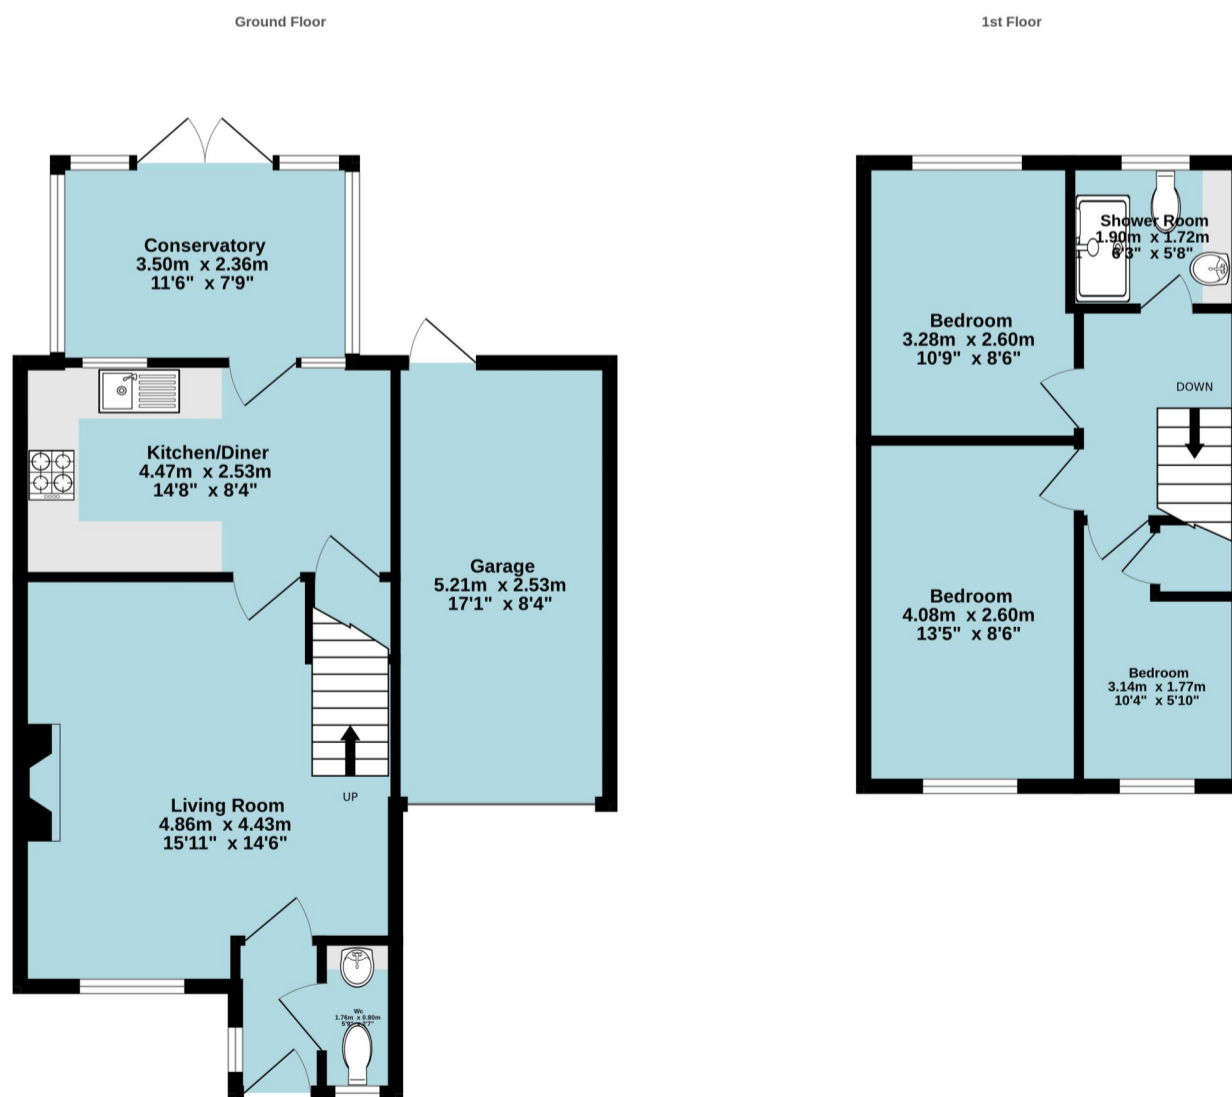 Ground Floor
1st Floor
Conservatory
3.50m x 2.36m
11'6" x 7'9"
Kitchen/Diner
4.47m x 2.53m
14'8" x 8'4"
Garage
5.21m x 2.53m
17'1" x 8'4"
UP
Living Room
4.86m x 4.43m
15'11" x 14'6"
Wc
1.76m x 0.80m
Shower Room
1.90m x 1.72m
6'3" x 5'8"
Bedroom
3.28m x 2.60m
10'9" x 8'6"
DOWN
Bedroom
4.08m x 2.60m
13'5" x 8'6"
Bedroom
3.14m x 1.77m
10'4" x 5'10"